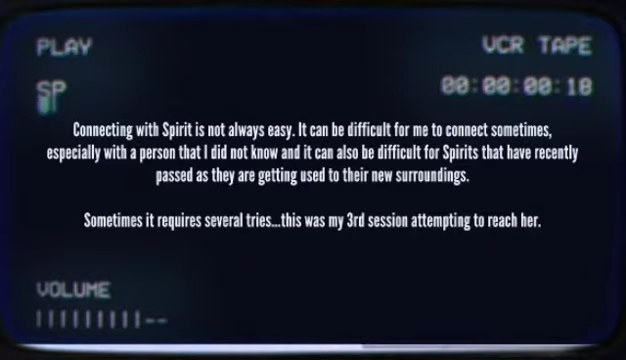 PLAY
VCR TAPE
SP
00:00:00:18
Connecting with Spirit is not always easy. It can be difficult for me to connect sometimes,
especially with a person that I did not know and it can also be difficult for Spirits that have recently
passed as they are getting used to their new surroundings.
Sometimes it requires several tries...this was my 3rd session attempting to reach her.
VOLUME
|||||||||--